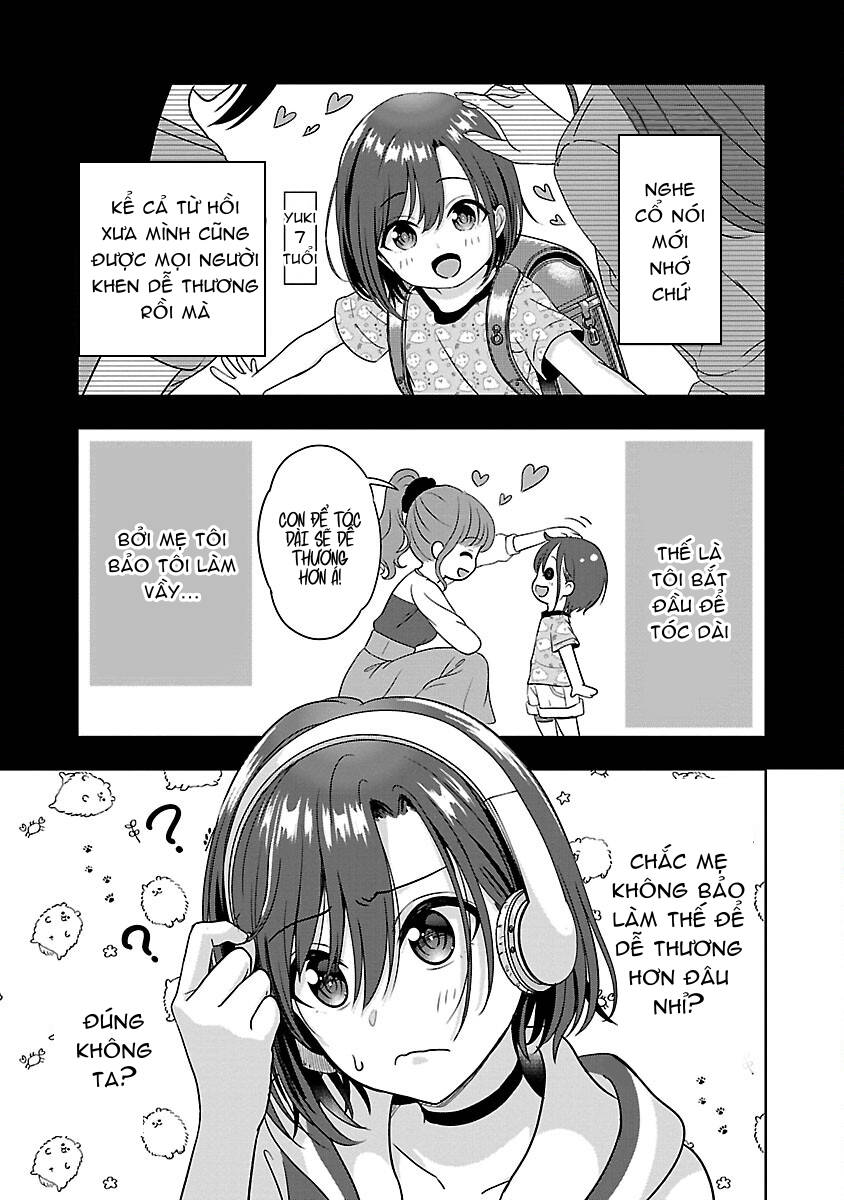 NGHE
CỔ NÓI
MỚI
NHỚ
CHỨ
YUKI
7
TUỔI
KỂ CẢ TỪ HỒI
XƯA MÌNH CŨNG
ĐƯỢC MỌI NGƯỜI
KHEN DỄ THƯƠNG
RỒI MÀ
THẾ LÀ
TÔI BẮT
ĐẦU ĐỂ
TÓC DÀI
CON ĐỂ TÓC
DÀI SẼ DỄ
THƯƠNG
HƠN Á!
BỞI MẸ TÔI
BẢO TÔI LÀM
VẦY...
CHẮC MẸ
KHÔNG BẢO
LÀM THẾ ĐỂ
DỄ THƯƠNG
HƠN ĐÂU
NHỈ?
?
?
ĐÚNG
KHÔNG
TA?